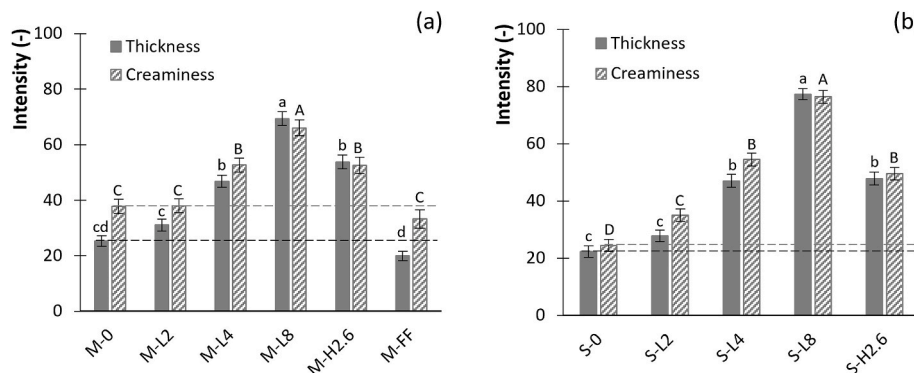 (a)
Intensity (-)
100
80
60
40
20
0
Thickness
Creaminess
cd C
c C
b B
a A
b B
d C
M-0
M-L2
M-L4
M-L8
M-H2.6
M-FF
(b
Intensity (-)
100
80
60
40
20
0
Thickness
Creaminess
c D
c C
b B
a A
b B
S-0
S-L2
S-L4
S-L8
S-H2.6